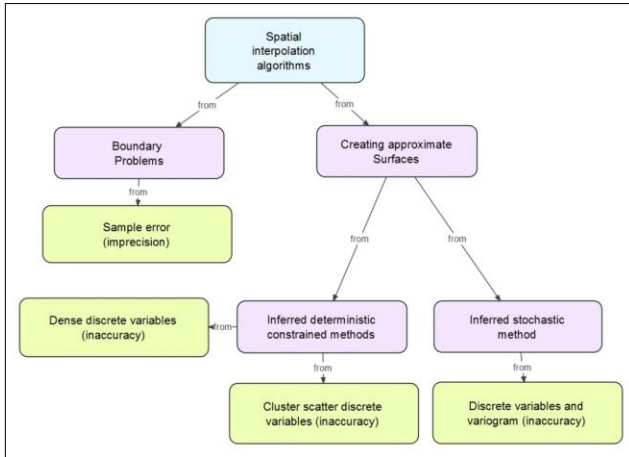 Spatial
interpolation
algorithms
from
from
Boundary
Problems
Creating approximate
Surfaces
from
Sample error
(imprecision)
from
from
Dense discrete variables
(inaccuracy)
from
Inferred deterministic
constrained methods
Inferred stochastic
method
from
from
Cluster scatter discrete
variables (inaccuracy)
Discrete variables and
variogram (inaccuracy)